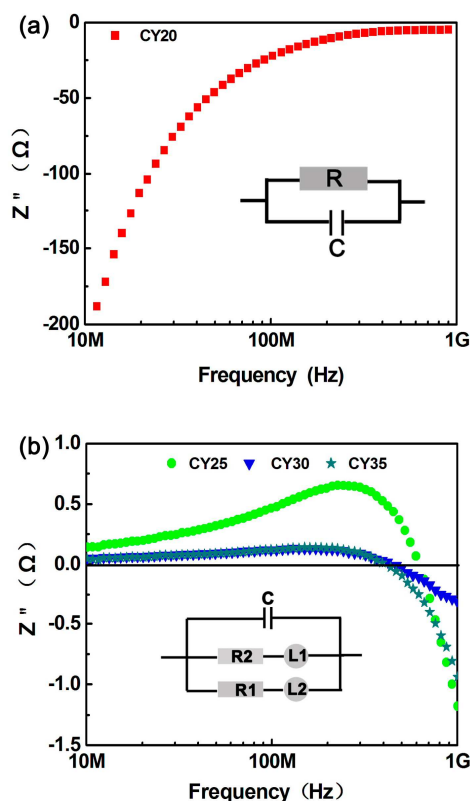 (a)
CY20
0
-50
-100
-150
-200
Z" (Ω)
R
C
10M 100M 1G
Frequency (Hz)
(b)
CY25 CY30 CY35
1.0
0.5
0.0
-0.5
-1.0
-1.5
Z" (Ω)
C
R2 L1
R1 L2
10M 100M 1G
Frequency (Hz)